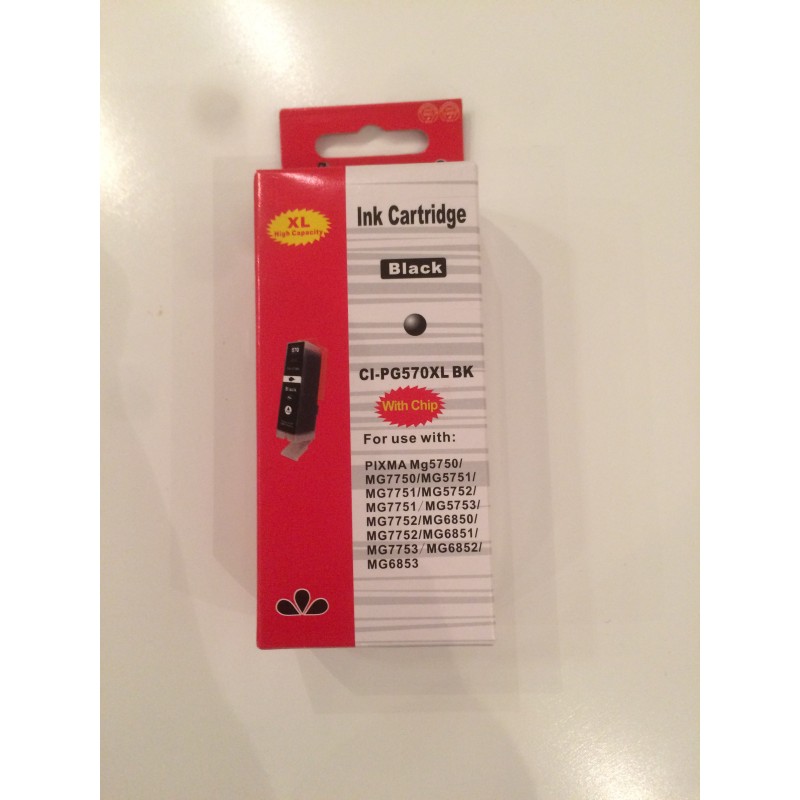 XL
High Capacity
Ink Cartridge
Black
CI-PG570XL BK
With Chip
For use with:
PIXMA Mg5750/
MG7750/MG5751/
MG7751/MG5752/
MG7751/MG5753/
MG7752/MG6850/
MG7752/MG6851/
MG7753/MG6852/
MG6853
Black